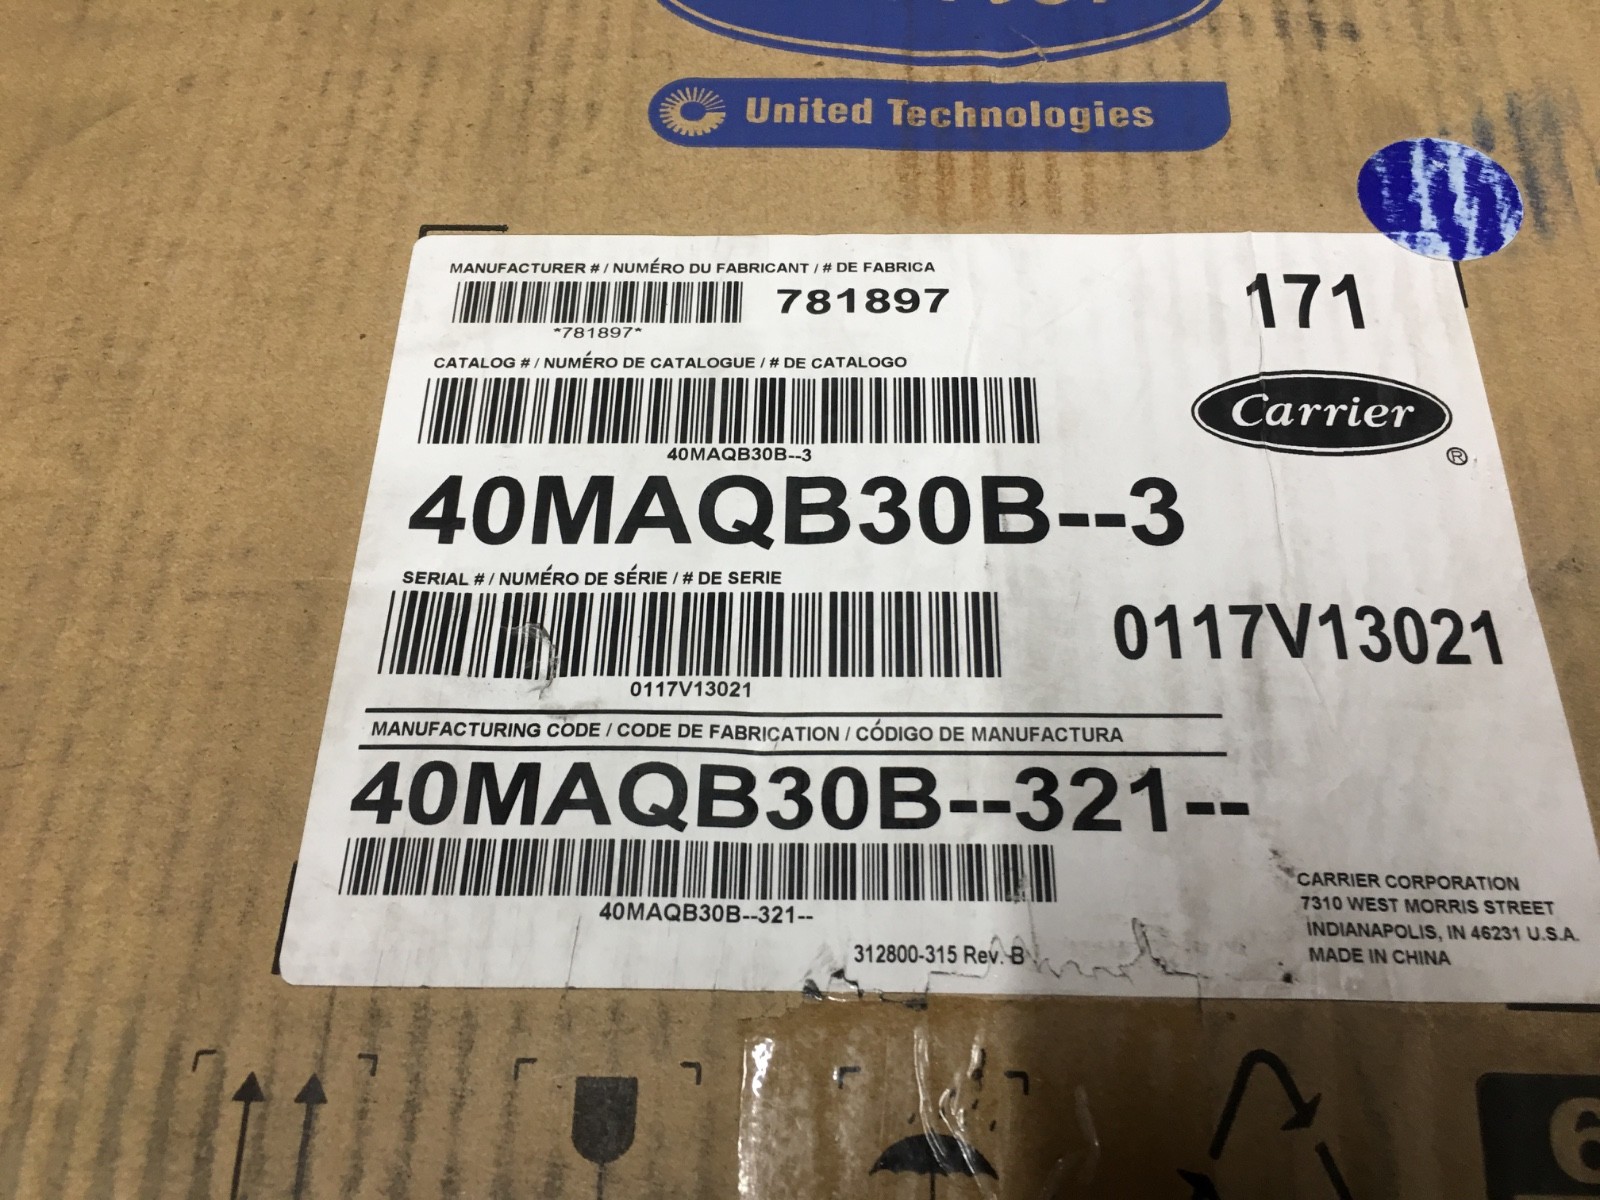 United Technologies
MANUFACTURER # / NUMÉRO DU FABRICANT / # DE FABRICA
781897
*781897*
171
CATALOG # / NUMÉRO DE CATALOGUE / # DE CATALOGO
40MAQB30B--3
Carrier
®
40MAQB30B--3
SERIAL # / NUMÉRO DE SÉRIE / # DE SERIE
0117V13021
0117V13021
MANUFACTURING CODE / CODE DE FABRICATION / CÓDIGO DE MANUFACTURA
40MAQB30B--321--
40MAQB30B--321--
312800-315 Rev. B
CARRIER CORPORATION
7310 WEST MORRIS STREET
INDIANAPOLIS, IN 46231 U.S.A.
MADE IN CHINA
6